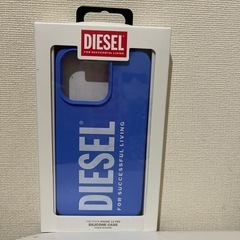 DIESEL
FOR SUCCESSFUL LIVING
DIESEL
FOR SUCCESSFUL LIVING
SILICONE CASE